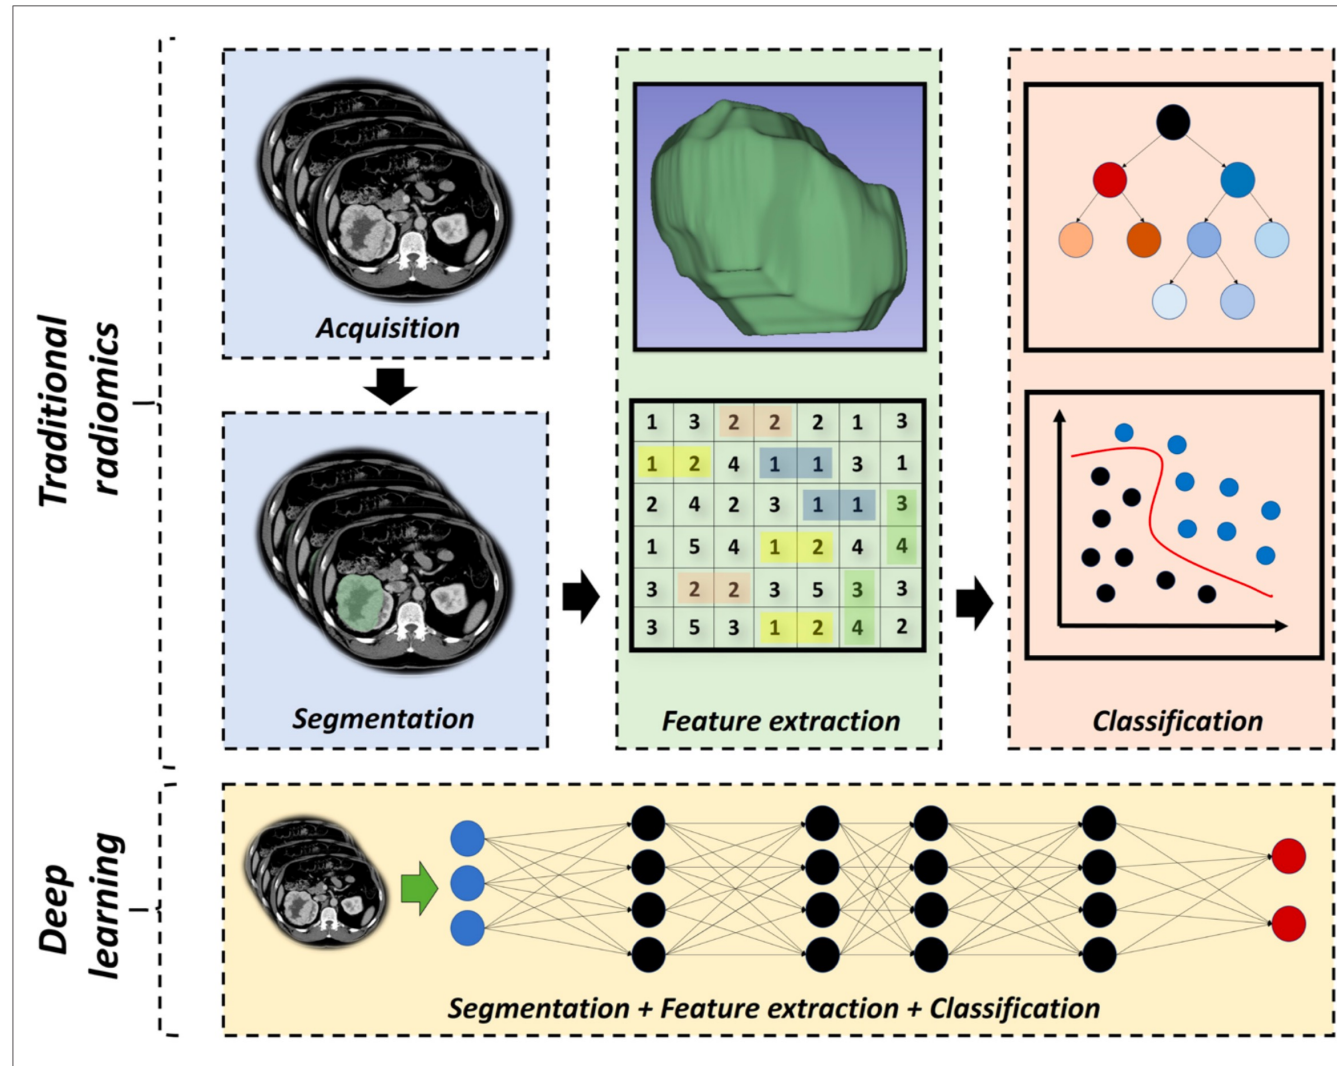 Traditional
radiomics
Acquisition
Segmentation
1 3 2 2 2 1 3
1 2 4 1 1 3 1
2 4 2 3 1 1 3
1 5 4 1 2 4 4
3 2 2 3 5 3 3
3 5 3 1 2 4 2
Feature extraction
Classification
Deep
learning
Segmentation + Feature extraction + Classification